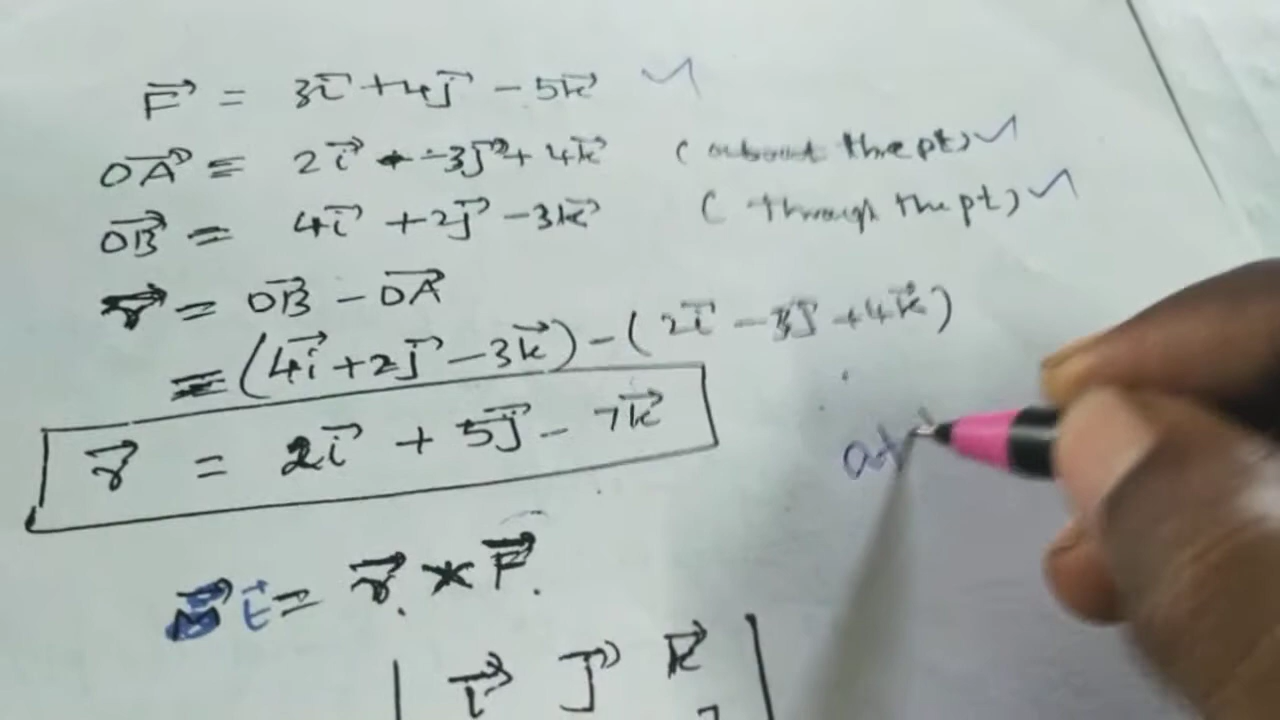 F⃗ = 3i⃗ + 4j⃗ - 5k⃗ ✓
OA⃗ = 2i⃗ - 3j⃗ + 4k⃗ (about the pt) ✓
OB⃗ = 4i⃗ + 2j⃗ - 3k⃗ (through the pt) ✓
r⃗ = OB⃗ - OA⃗
= (4i⃗ + 2j⃗ - 3k⃗) - (2i⃗ - 3j⃗ + 4k⃗)
r⃗ = 2i⃗ + 5j⃗ - 7k⃗
t⃗ = r⃗ × F⃗.
i⃗ j⃗ k⃗